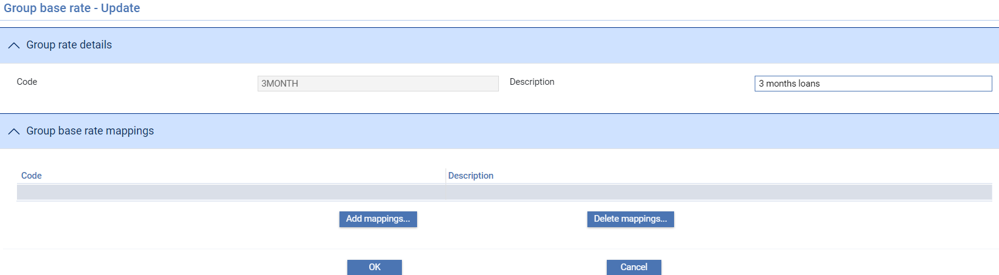 Group base rate - Update
Group rate details
Code 3MONTH Description 3 months loans
Group base rate mappings
Code Description
Add mappings... Delete mappings...
OK Cancel